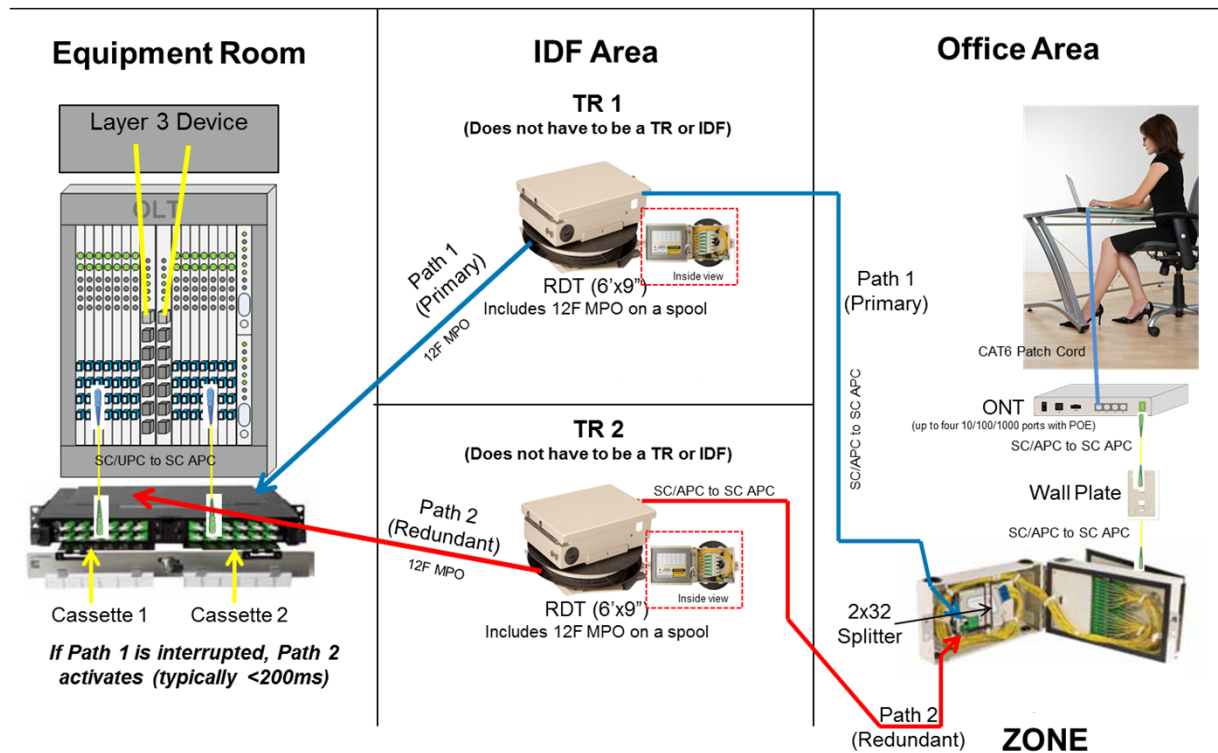 Equipment Room
Layer 3 Device
OLT
SC/UPC to SC APC
Cassette 1
Cassette 2
If Path 1 is interrupted, Path 2
activates (typically <200ms)
IDF Area
TR 1
(Does not have to be a TR or IDF)
Inside view
RDT (6'x9")
Includes 12F MPO on a spool
Path 1
(Primary)
12F MPO
TR 2
(Does not have to be a TR or IDF)
SC/APC to SC APC
Path 2
(Redundant)
12F MPO
Inside view
RDT (6'x9")
Includes 12F MPO on a spool
Office Area
Path 1
(Primary)
SC/APC to SC APC
CAT6 Patch Cord
ONT
(up to four 10/100/1000 ports with POE)
SC/APC to SC APC
Wall Plate
SC/APC to SC APC
2x32
Splitter
Path 2
(Redundant)
ZONE